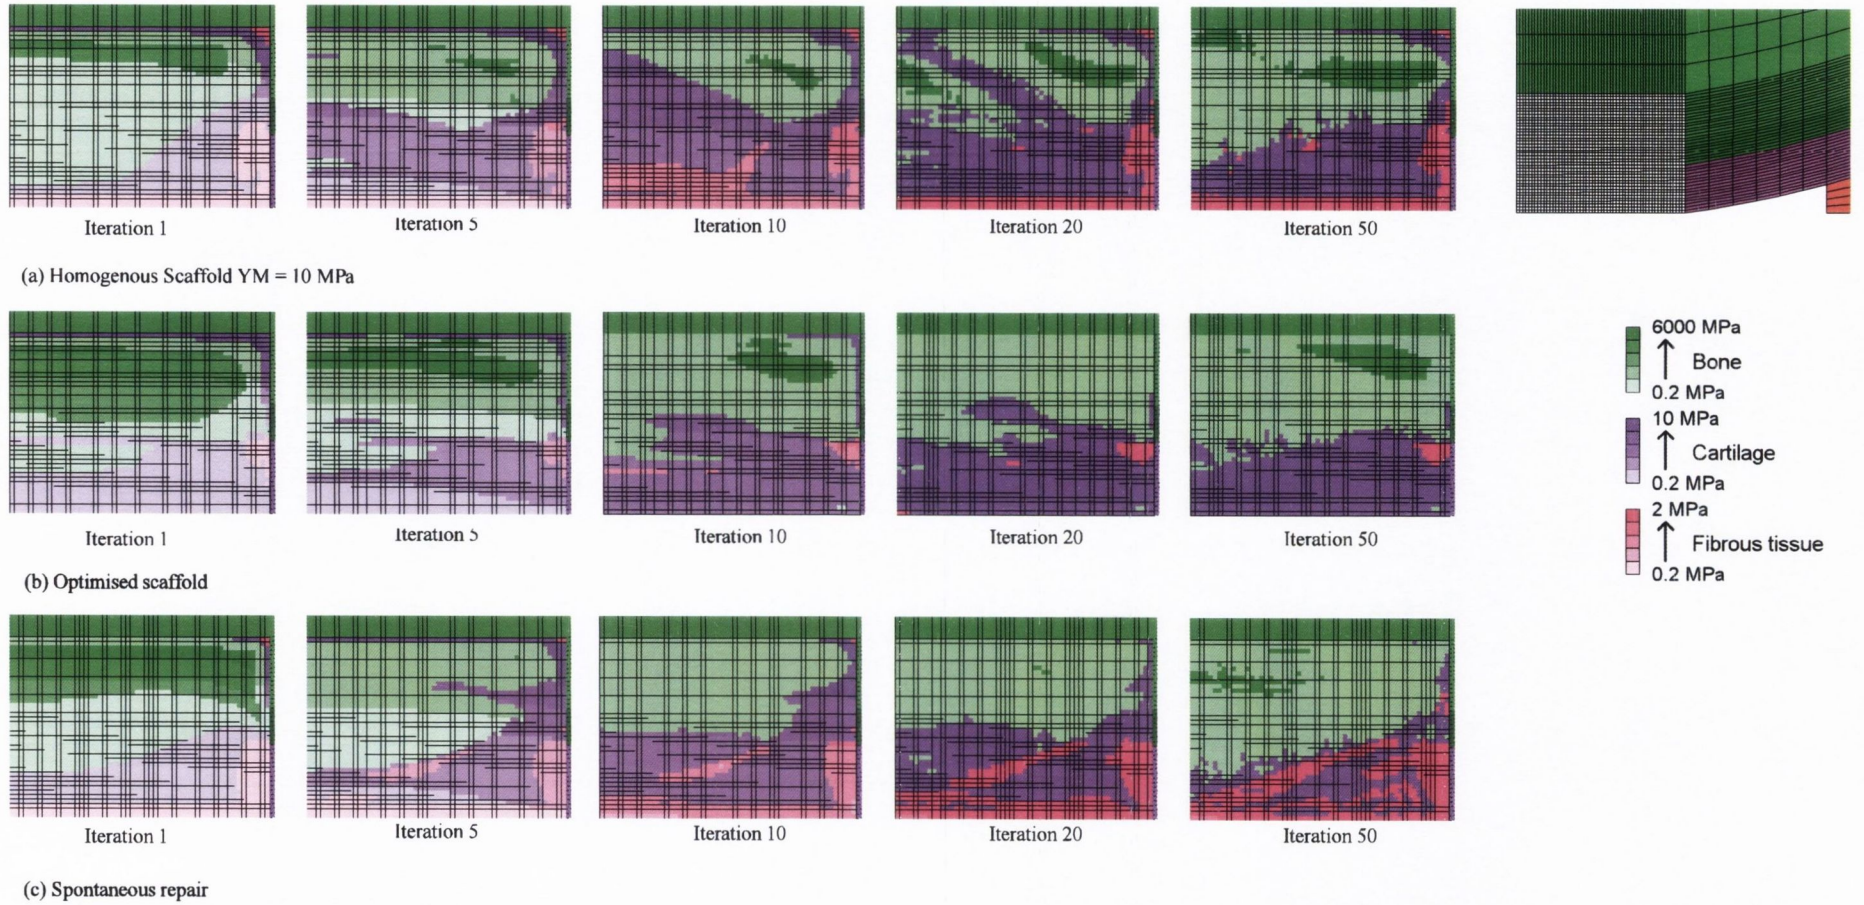 Iteration 1
Iteration 5
Iteration 10
Iteration 20
Iteration 50
(a) Homogenous Scaffold YM = 10 MPa
Iteration 1
Iteration 5
Iteration 10
Iteration 20
Iteration 50
(b) Optimised scaffold
Iteration 1
Iteration 5
Iteration 10
Iteration 20
Iteration 50
(c) Spontaneous repair
6000 MPa
Bone
0.2 MPa
10 MPa
Cartilage
0.2 MPa
2 MPa
Fibrous tissue
0.2 MPa